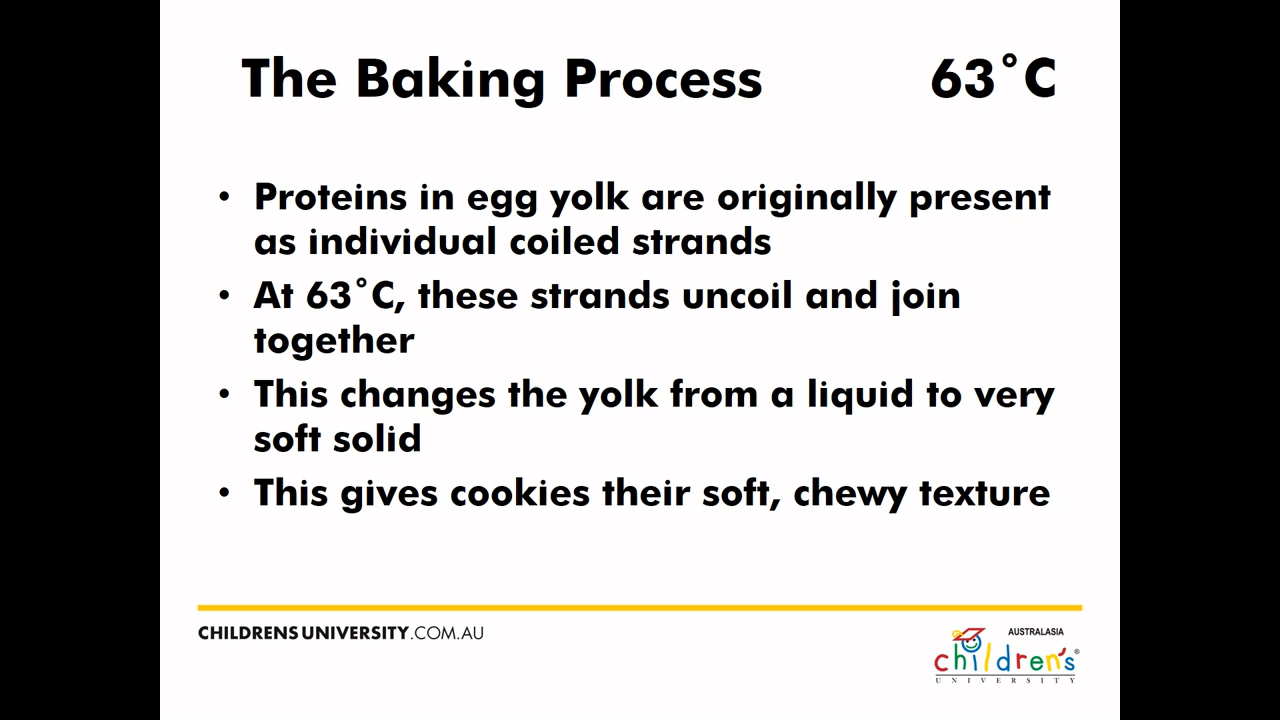 The Baking Process 63˚C
• Proteins in egg yolk are originally present
as individual coiled strands
• At 63˚C, these strands uncoil and join
together
• This changes the yolk from a liquid to very
soft solid
• This gives cookies their soft, chewy texture
CHILDRENS UNIVERSITY.COM.AU
AUSTRALASIA
children's®
UNIVERSITY